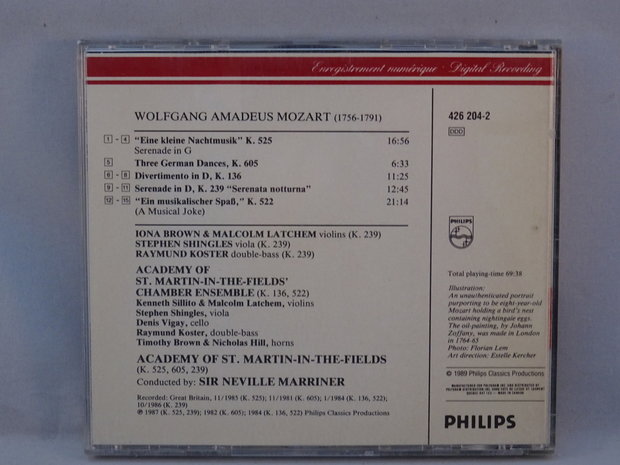 Enregistrement numérique · Digital Recording
WOLFGANG AMADEUS MOZART (1756-1791)
1 - 4 "Eine kleine Nachtmusik" K. 525 16:56
Serenade in G
5 Three German Dances, K. 605 6:33
6 - 8 Divertimento in D, K. 136 11:25
9 - 11 Serenade in D, K. 239 "Serenata notturna" 12:45
12 - 15 "Ein musikalischer Spaß," K. 522 21:14
(A Musical Joke)
IONA BROWN & MALCOLM LATCHEM violins (K. 239)
STEPHEN SHINGLES viola (K. 239)
RAYMUND KOSTER double-bass (K. 239)
ACADEMY OF
ST. MARTIN-IN-THE-FIELDS'
CHAMBER ENSEMBLE (K. 136, 522)
Kenneth Sillito & Malcolm Latchem, violins
Stephen Shingles, viola
Denis Vigay, cello
Raymund Koster, double-bass
Timothy Brown & Nicholas Hill, horns
ACADEMY OF ST. MARTIN-IN-THE-FIELDS
(K. 525, 605, 239)
Conducted by: SIR NEVILLE MARRINER
Recorded: Great Britain, 11/1985 (K. 525); 11/1981 (K. 605); 1/1984 (K. 136, 522);
10/1986 (K. 239)
℗ 1987 (K. 525, 239); 1982 (K. 605); 1984 (K. 136, 522) Philips Classics Productions
426 204-2
DDD
PHILIPS
Total playing-time 69:38
Illustration:
An unauthenticated portrait
purporting to be eight-year-old
Mozart holding a bird's nest
containing nightingale eggs.
The oil-painting, by Johann
Zoffany, was made in London
in 1764-65
Photo: Florian Lem
Art direction: Estelle Kercher
© 1989 Philips Classics Productions
MADE IN CANADA
PHILIPS